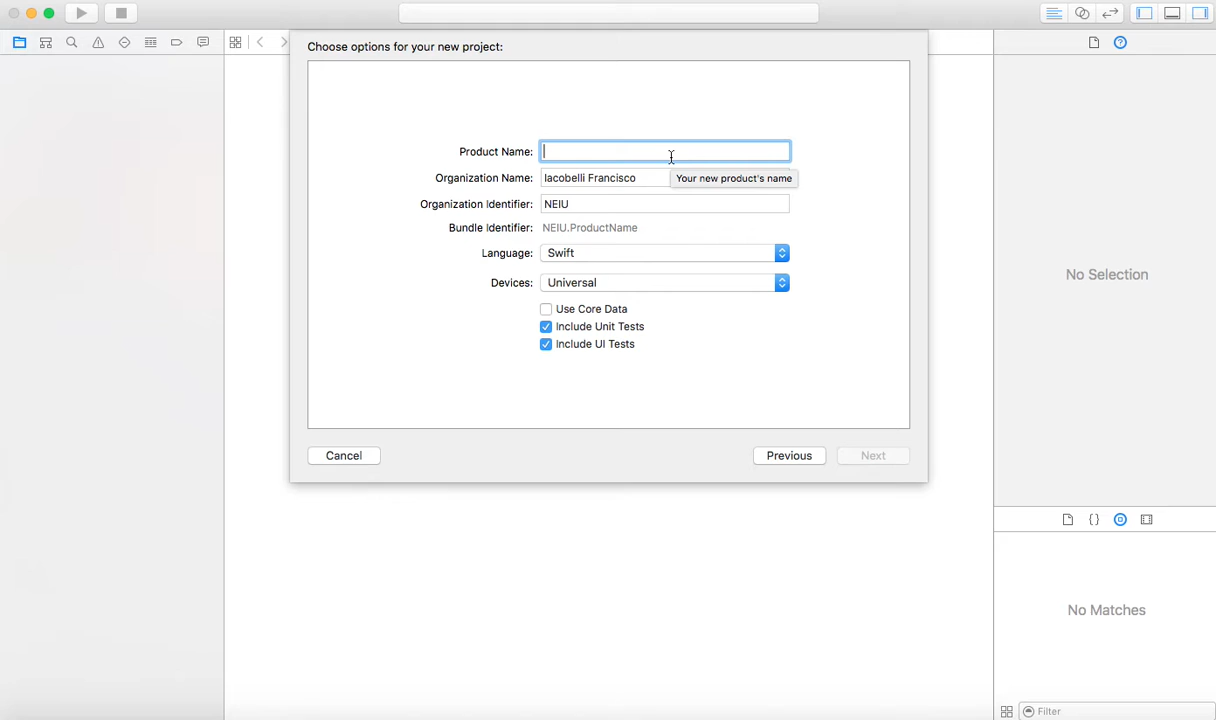 Choose options for your new project:
Product Name:
Organization Name: Iacobelli Francisco
Your new product's name
Organization Identifier: NEIU
Bundle Identifier: NEIU.ProductName
Language: Swift
Devices: Universal
Use Core Data
Include Unit Tests
Include UI Tests
Cancel
Previous
Next
No Selection
No Matches
Filter